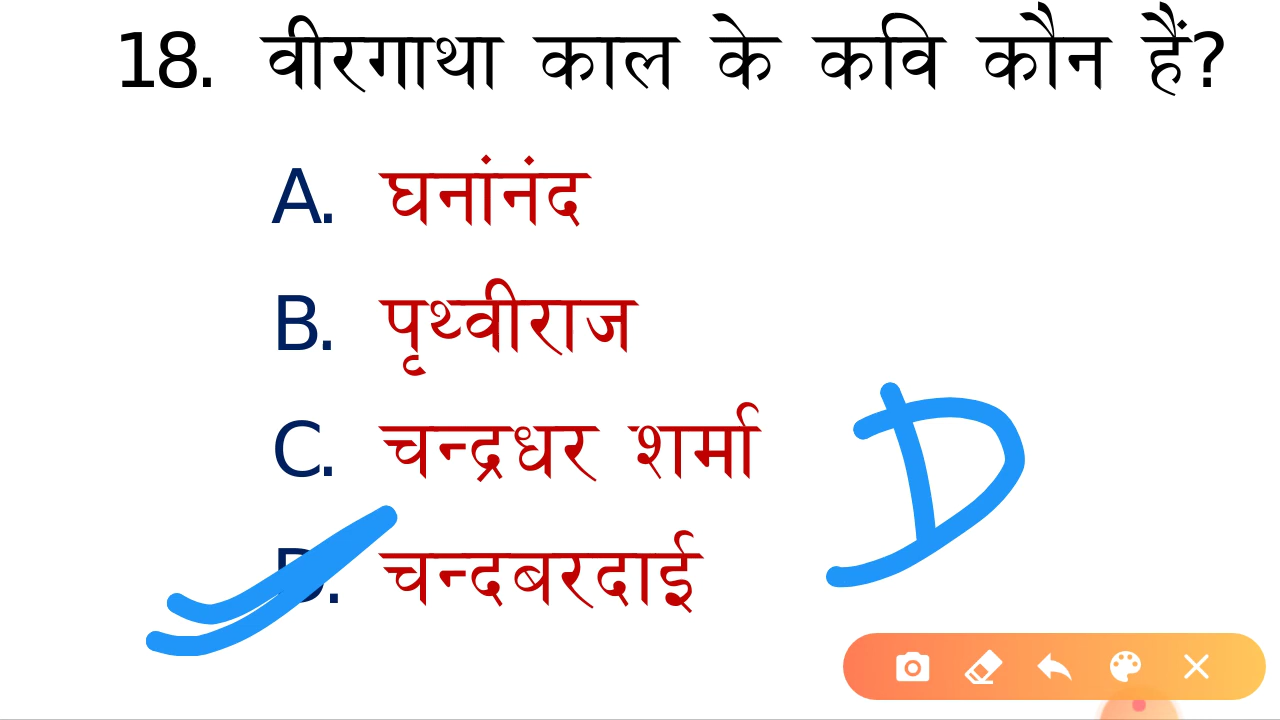 18. वीरगाथा काल के कवि कौन हैं?
A. घनांनंद
B. पृथ्वीराज
C. चन्द्रधर शर्मा
D. चन्दबरदाई
D